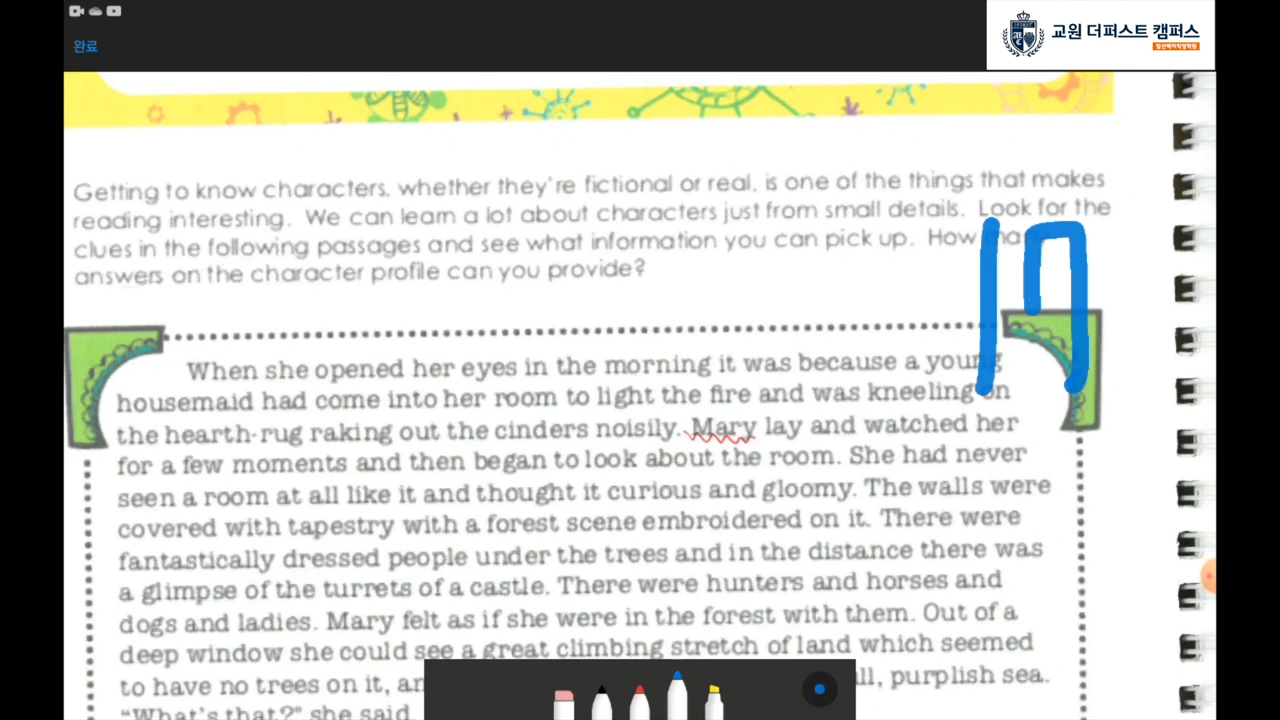 완료
교원 더퍼스트 캠퍼스
Getting to know characters, whether they're fictional or real, is one of the things that makes
reading interesting. We can learn a lot about characters just from small details. Look for the
clues in the following passages and see what information you can pick up. How many
answers on the character profile can you provide?
17
When she opened her eyes in the morning it was because a young
housemaid had come into her room to light the fire and was kneeling on
the hearth-rug raking out the cinders noisily. Mary lay and watched her
for a few moments and then began to look about the room. She had never
seen a room at all like it and thought it curious and gloomy. The walls were
covered with tapestry with a forest scene embroidered on it. There were
fantastically dressed people under the trees and in the distance there was
a glimpse of the turrets of a castle. There were hunters and horses and
dogs and ladies. Mary felt as if she were in the forest with them. Out of a
deep window she could see a great climbing stretch of land which seemed
to have no trees on it, an ll, purplish sea.
"What's that?" she said.